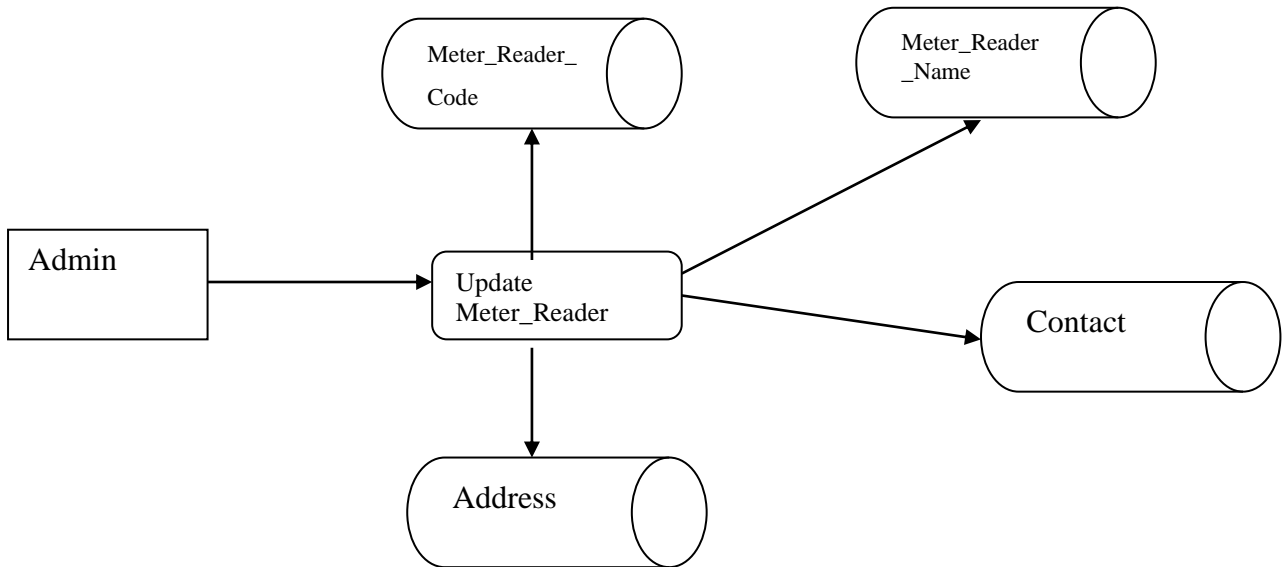 Meter_Reader_
Code
Meter_Reader
_Name
Admin
Update
Meter_Reader
Contact
Address